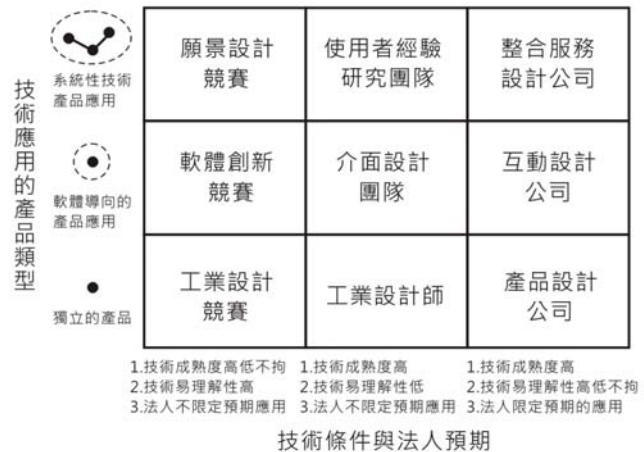 技術應用的產品類型
系統性技術
產品應用
願景設計
競賽
使用者經驗
研究團隊
整合服務
設計公司
軟體導向的
產品應用
軟體創新
競賽
介面設計
團隊
互動設計
公司
獨立的產品
工業設計
競賽
工業設計師
產品設計
公司
1.技術成熟度高低不拘
2.技術易理解性高
3.法人不限定預期應用
1.技術成熟度高
2.技術易理解性低
3.法人不限定預期應用
1.技術成熟度高
2.技術易理解性高低不拘
3.法人限定預期的應用
技術條件與法人預期